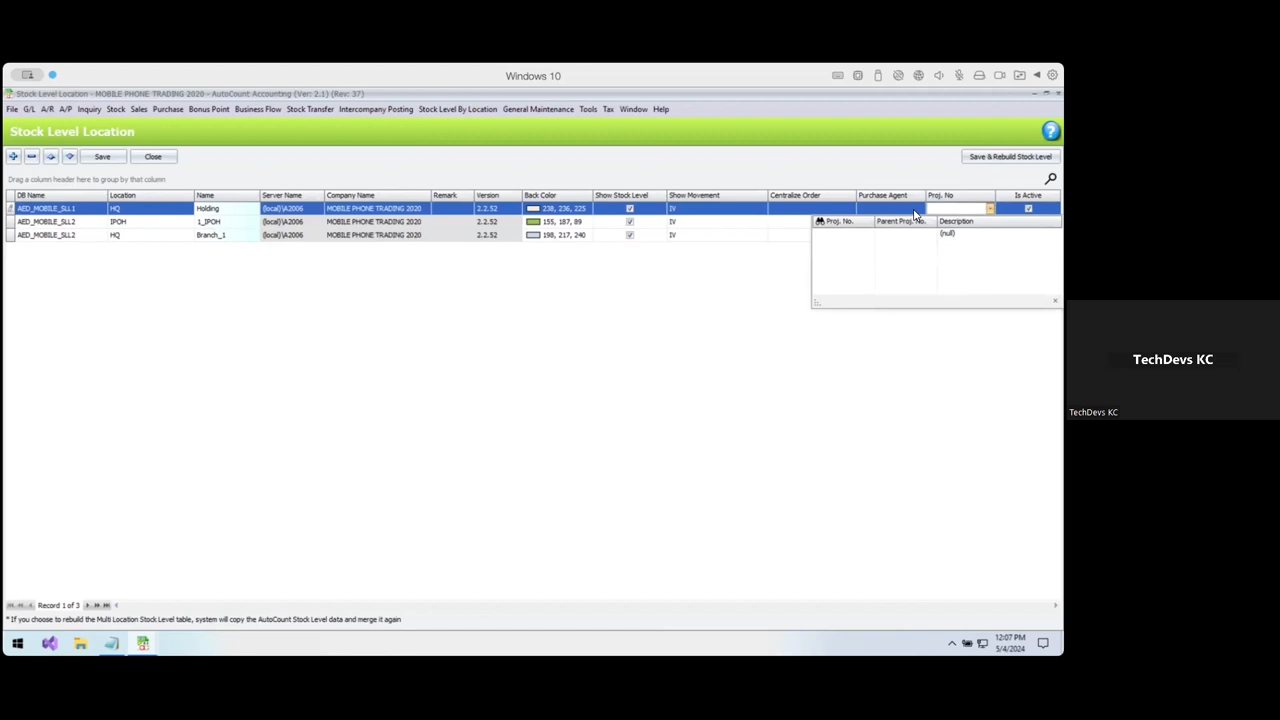 Windows 10
Stock Level Location - MOBILE PHONE TRADING 2020 - AutoCount Accounting (Ver: 2.1) (Rev: 37)
File G/L A/R A/P Inquiry Stock Sales Purchase Bonus Point Business Flow Stock Transfer Intercompany Posting Stock Level By Location General Maintenance Tools Tax Window Help
Stock Level Location
Save Close Save & Rebuild Stock Level
Drag a column header here to group by that column
DB Name Location Name Server Name Company Name Remark Version Back Color Show Stock Level Show Movement Centralize Order Purchase Agent Proj. No Is Active
AED_MOBILE_SLL1 HQ Holding (local)\A2006 MOBILE PHONE TRADING 2020 2.2.52 238, 236, 225 IV
AED_MOBILE_SLL2 IPOH 1_IPOH (local)\A2006 MOBILE PHONE TRADING 2020 2.2.52 155, 187, 89 IV
Proj. No. Parent Proj. No. Description
AED_MOBILE_SLL2 HQ Branch_1 (local)\A2006 MOBILE PHONE TRADING 2020 2.2.52 198, 217, 240 IV
(null)
TechDevs KC
TechDevs KC
Record 1 of 3
* If you choose to rebuild the Multi Location Stock Level table, system will copy the AutoCount Stock Level data and merge it again
12:07 PM
5/4/2024